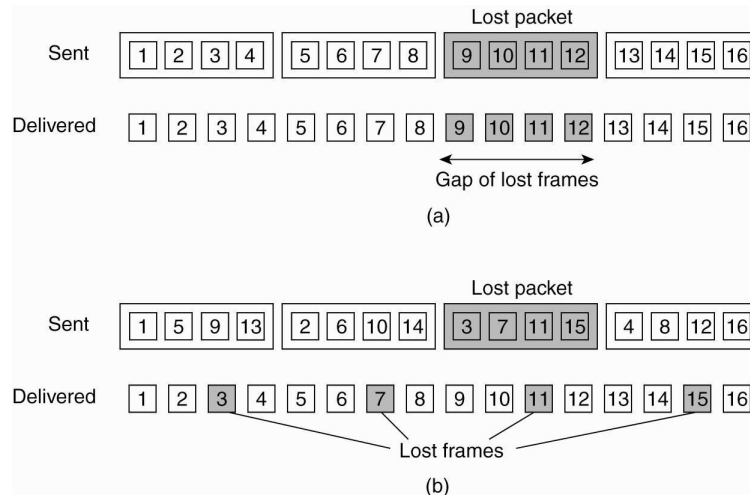 Lost packet
Sent 1 2 3 4 5 6 7 8 9 10 11 12 13 14 15 16
Delivered 1 2 3 4 5 6 7 8 9 10 11 12 13 14 15 16
Gap of lost frames
(a)
Lost packet
Sent 1 5 9 13 2 6 10 14 3 7 11 15 4 8 12 16
Delivered 1 2 3 4 5 6 7 8 9 10 11 12 13 14 15 16
Lost frames
(b)